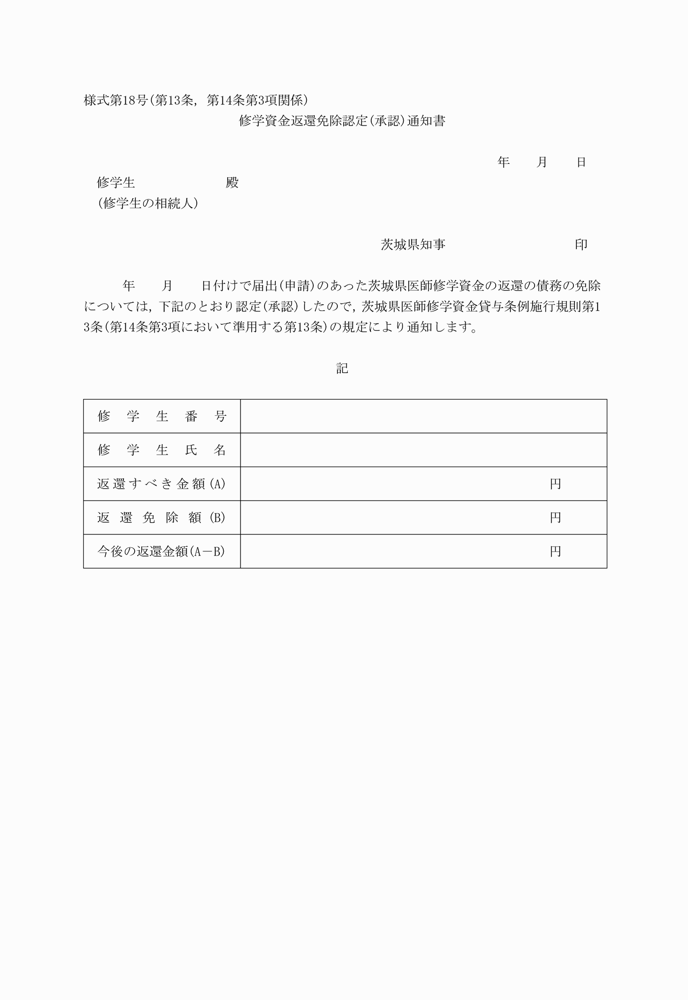 様式第18号(第13条，第14条第3項関係)
修学資金返還免除認定(承認)通知書
年　　月　　日
修学生　　　　　　　殿
(修学生の相続人)
茨城県知事　　　　　　　　　　印
年　　月　　日付けで届出(申請)のあった茨城県医師修学資金の返還の債務の免除
については，下記のとおり認定(承認)したので，茨城県医師修学資金貸与条例施行規則第1
3条(第14条第3項において準用する第13条)の規定により通知します。
記
修学生番号
修学生氏名
返還すべき金額(A)　　円
返還免除額(B)　　円
今後の返還金額(A－B)　　円